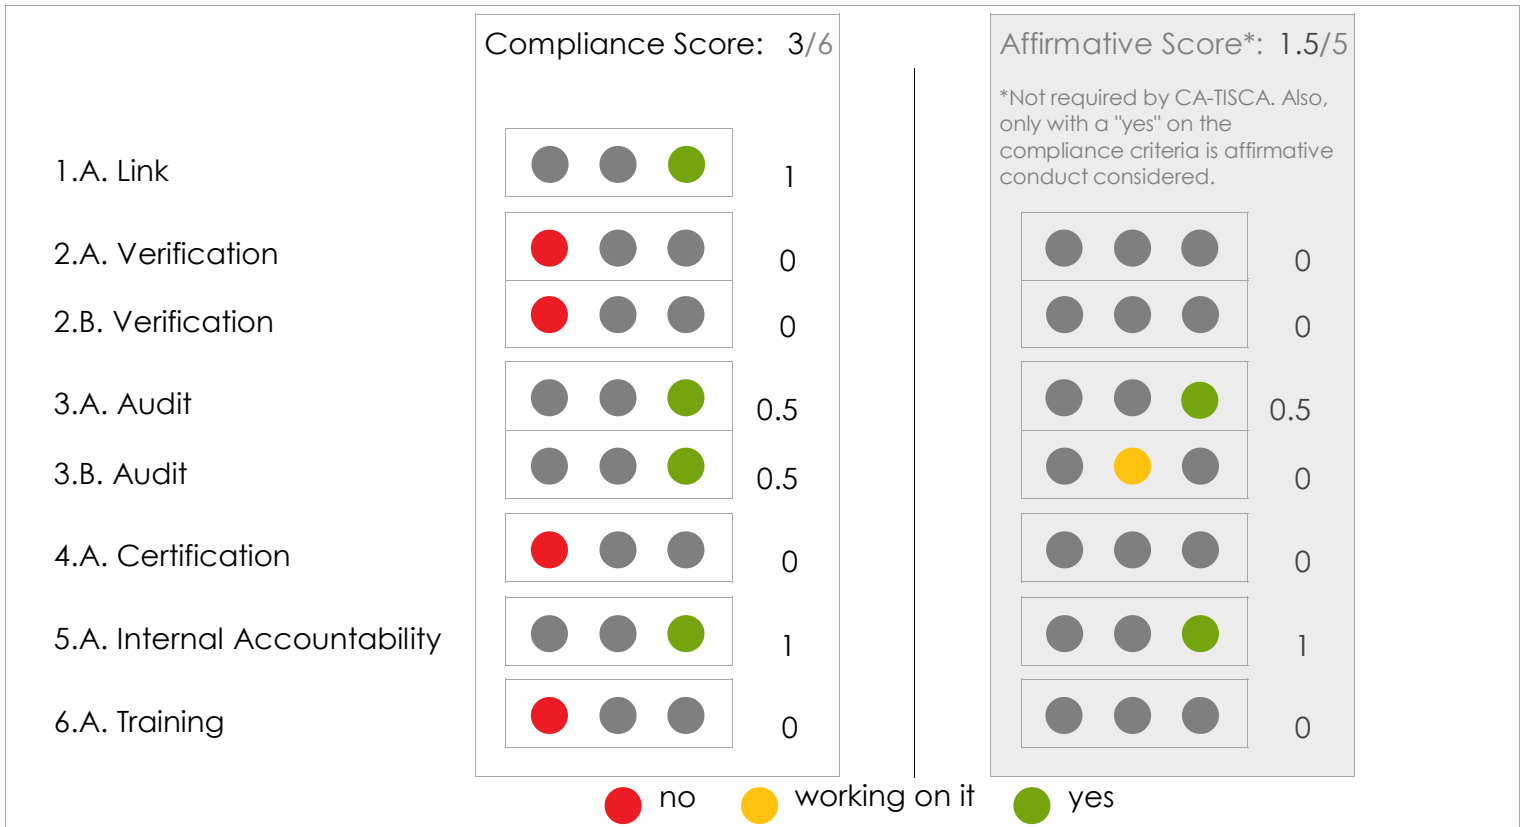 Compliance Score: 3/6
Affirmative Score*: 1.5/5
*Not required by CA-TISCA. Also,
only with a "yes" on the
compliance criteria is affirmative
conduct considered.
1.A. Link 1
2.A. Verification 0 0
2.B. Verification 0 0
3.A. Audit 0.5 0.5
3.B. Audit 0.5 0
4.A. Certification 0 0
5.A. Internal Accountability 1 1
6.A. Training 0 0
no working on it yes